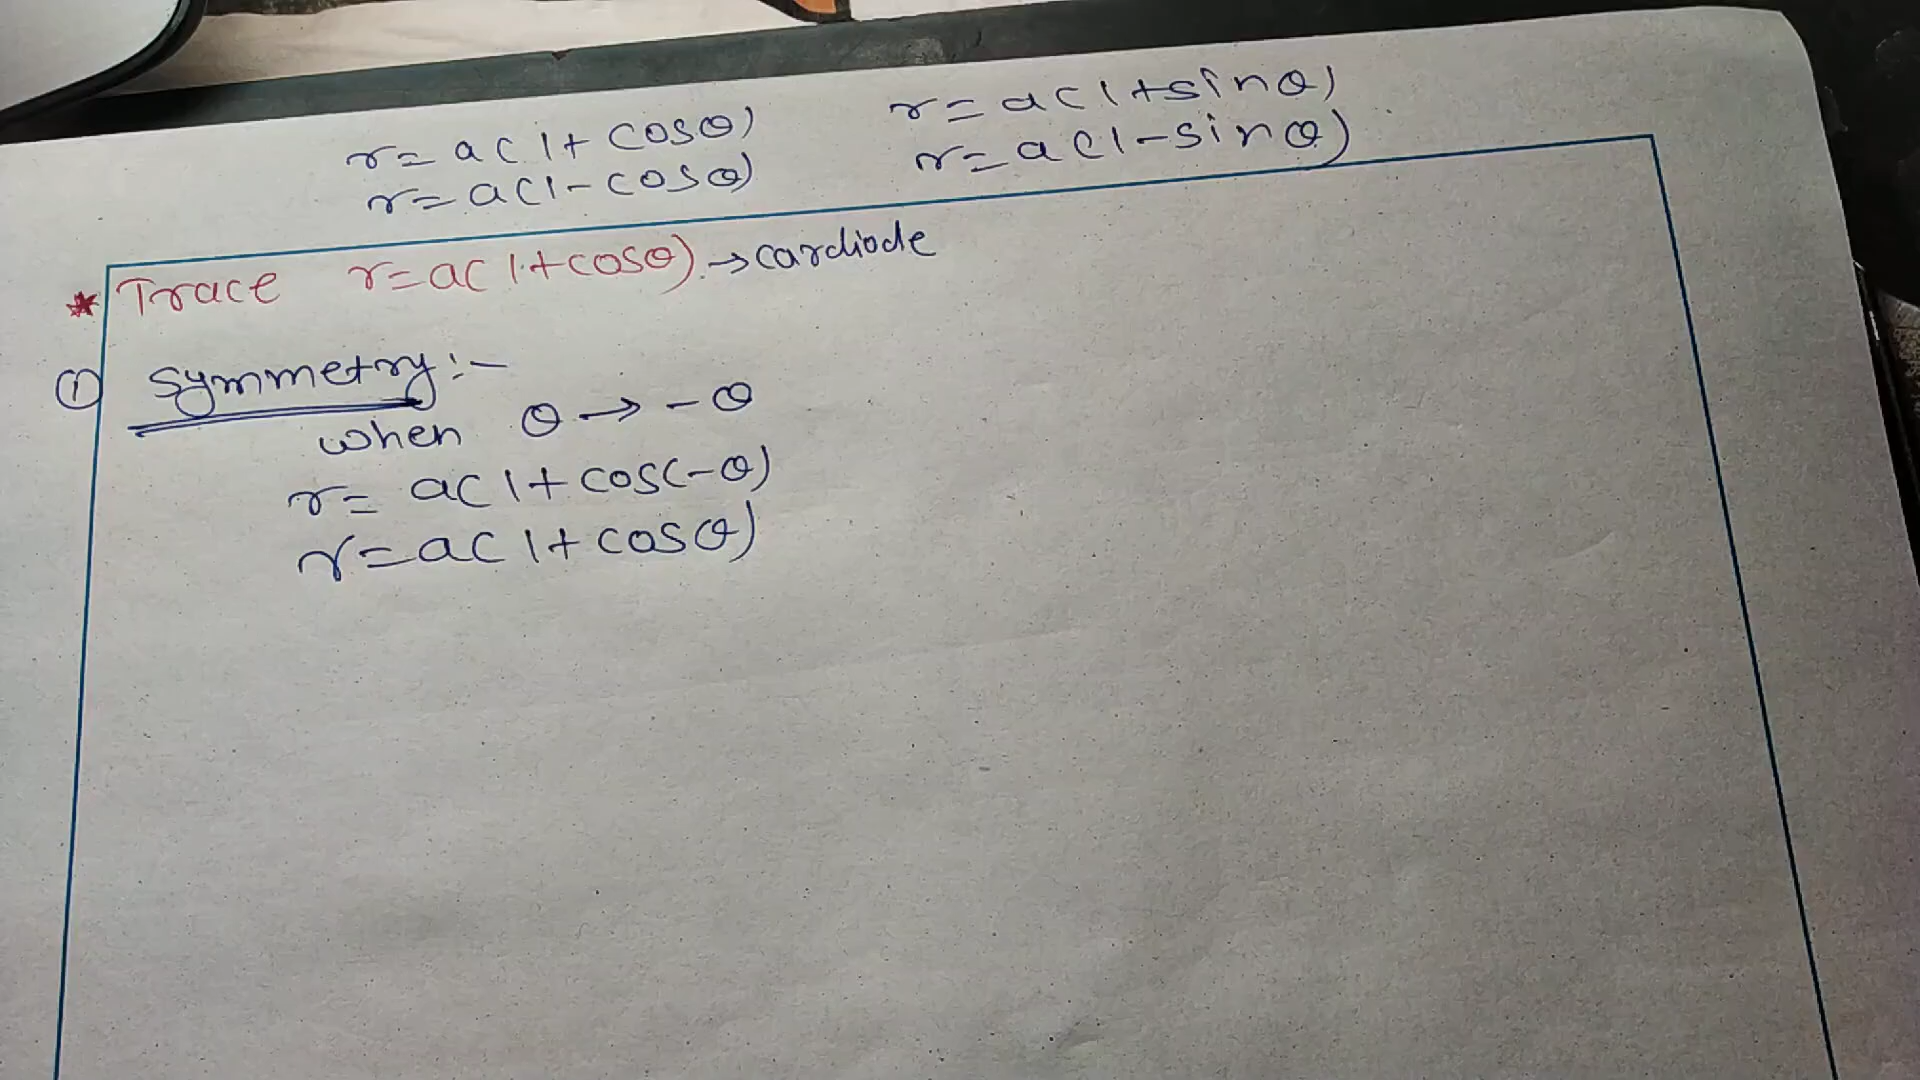 r = a(1+cosθ)
r = a(1-cosθ)
r = a(1+sinθ)
r = a(1-sinθ)
* Trace r=a(1+cosθ). → cardiode
① Symmetry:-
when θ → -θ
r = a(1+cos(-θ)
r = a(1+cosθ)